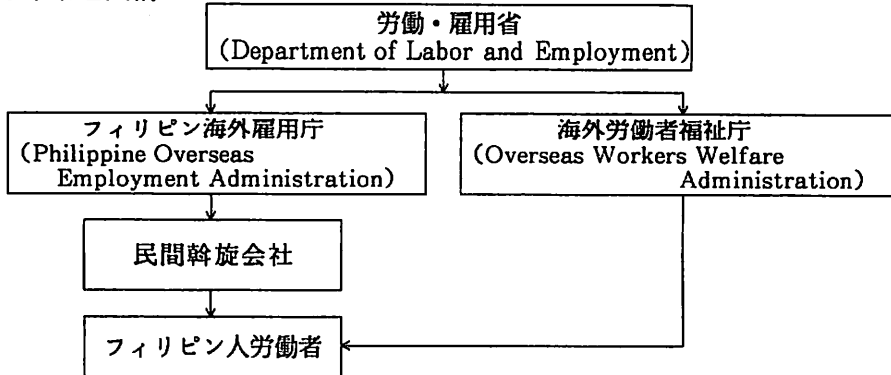 労働・雇用省
(Department of Labor and Employment)
フィリピン海外雇用庁
(Philippine Overseas
Employment Administration)
海外労働者福祉庁
(Overseas Workers Welfare
Administration)
民間斡旋会社
フィリピン人労働者